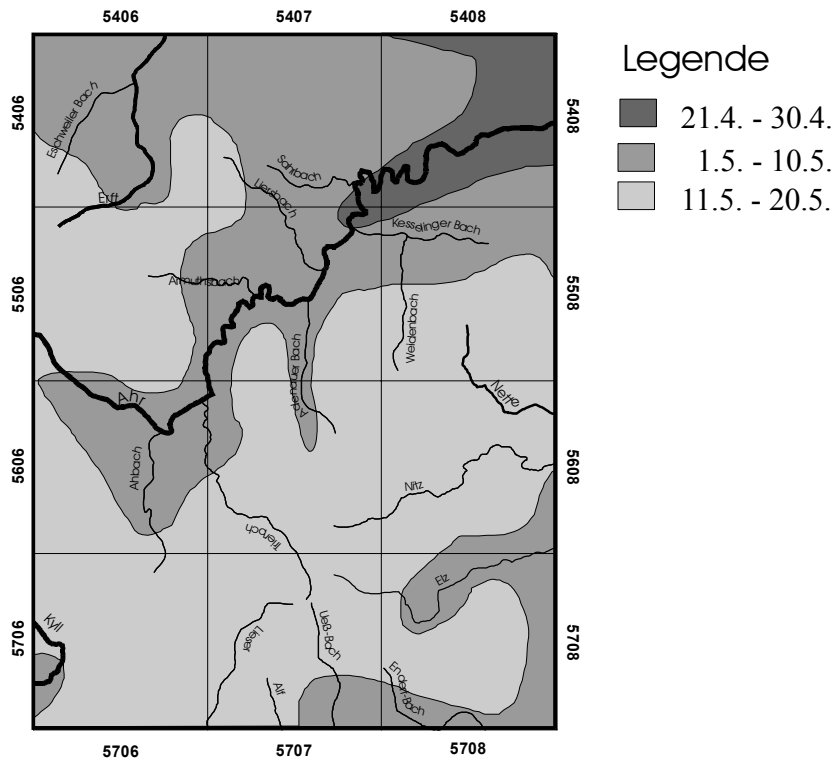 5406 5407 5408
Legende
21.4. - 30.4.
1.5. - 10.5.
11.5. - 20.5.
5406
5408
Eschweiler Bach
Erft
Sahrbach
Liersbach
Kesselinger Bach
5506
5508
Armuthsbach
Weidenbach
Adenauer Bach
Nette
Ahr
5606
5608
Ahbach
Nitz
Trierbach
Elz
5706
5708
Kyll
Lieser
Ueß-Bach
Endert-Bach
Alf
5706 5707 5708